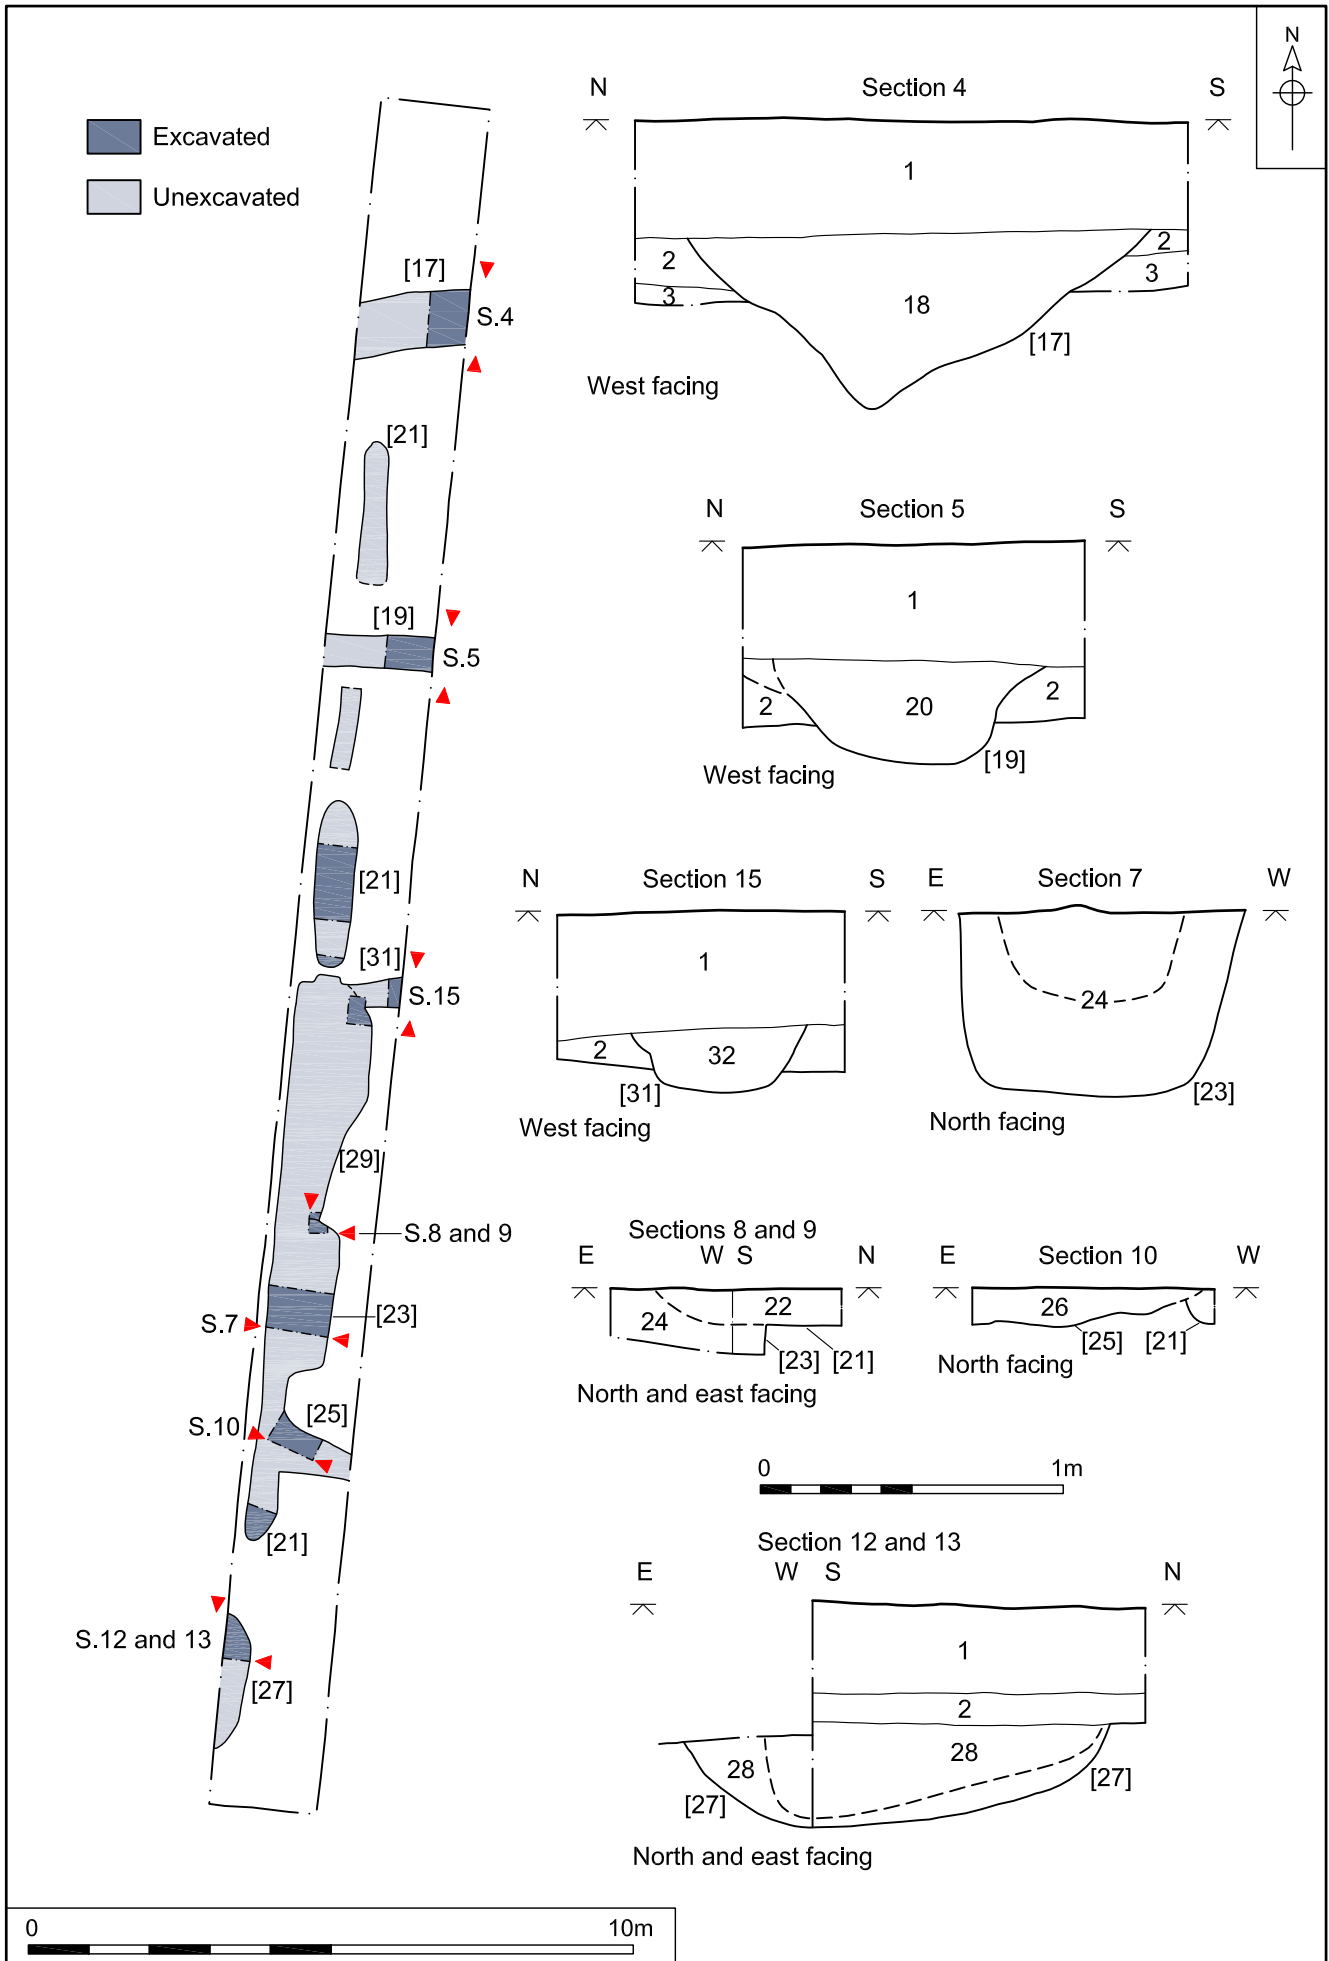 N
Excavated
Unexcavated
[17]
S.4
[21]
[19]
S.5
[21]
[31]
S.15
[29]
S.8 and 9
[23]
S.7
[25]
S.10
[21]
S.12 and 13
[27]
0 10m
N Section 4 S
1
2 2
3 3
18
[17]
West facing
N Section 5 S
1
2 20 2
[19]
West facing
N Section 15 S
1
2 32
[31]
West facing
E Section 7 W
24
[23]
North facing
Sections 8 and 9
E W S N
24 22
[23] [21]
North and east facing
E Section 10 W
26
[25] [21]
North facing
0 1m
Section 12 and 13
E W S N
1
2
28 28
[27] [27]
North and east facing